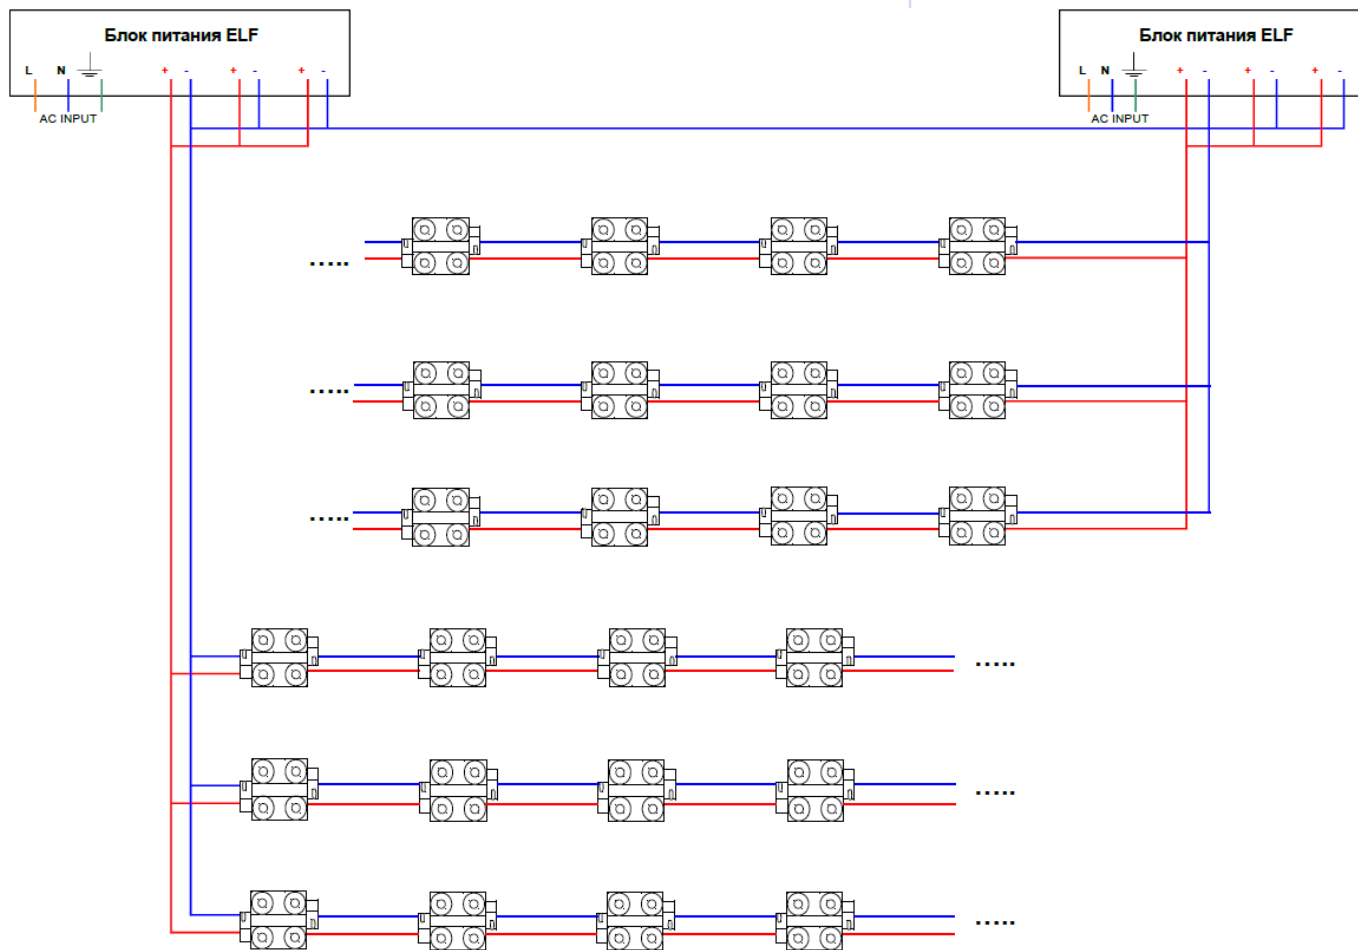 Блок питания ELF
Блок питания ELF
L N + - + - + -
L N + - + - + -
AC INPUT
AC INPUT
.....
.....
.....
.....
.....
.....